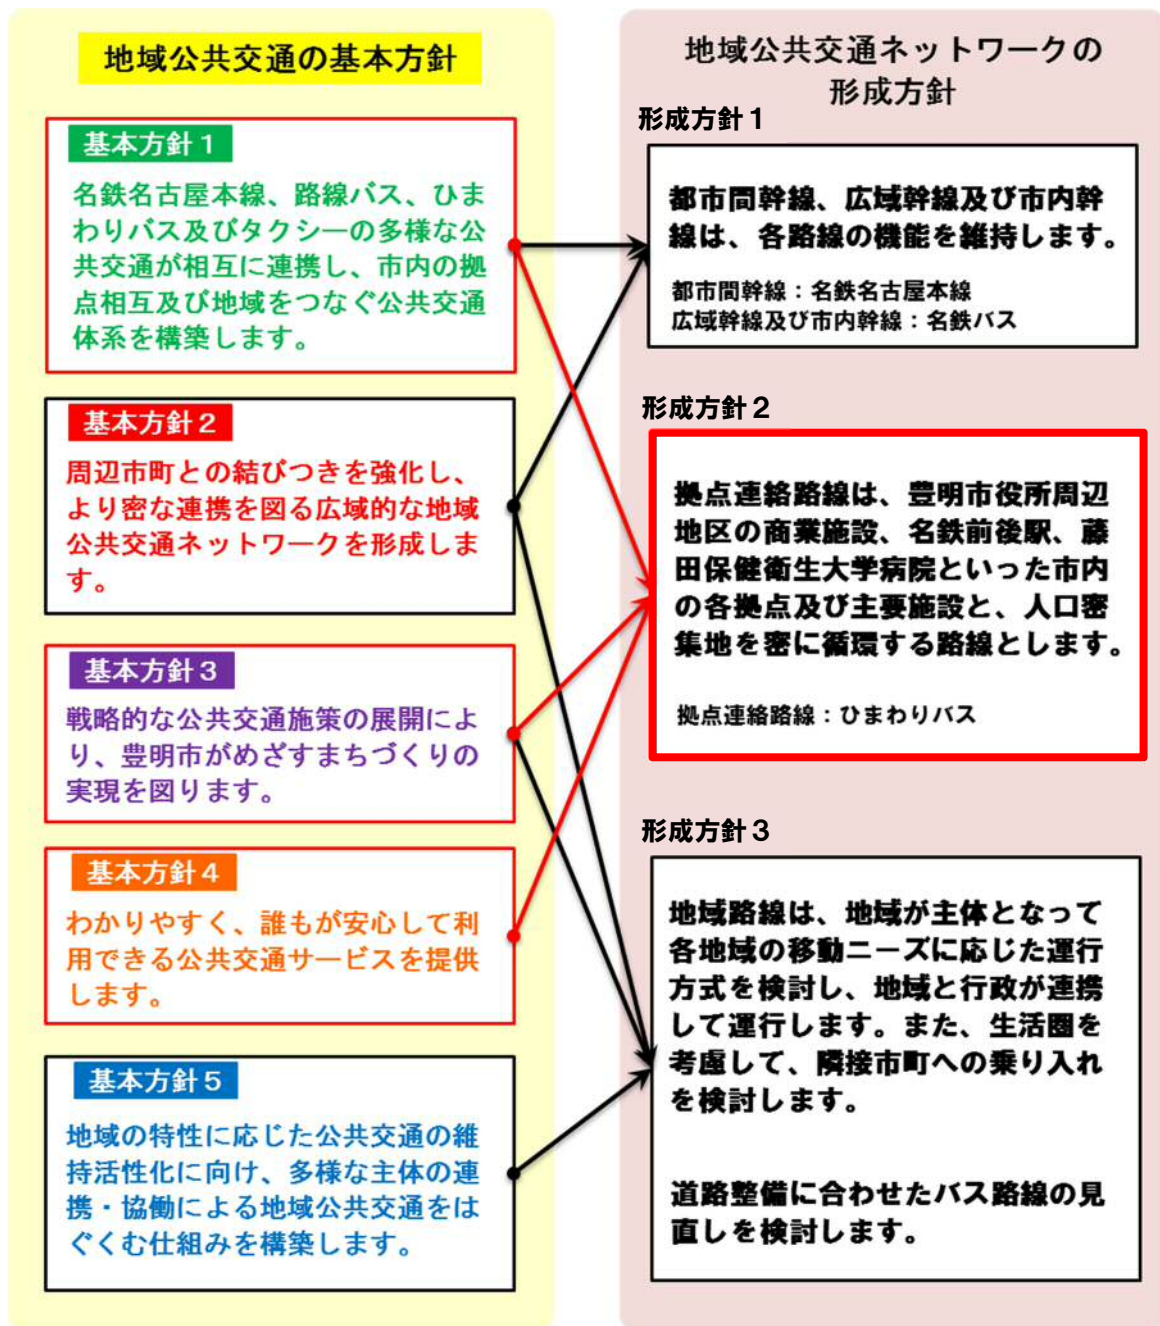 地域公共交通の基本方針
基本方針１
名鉄名古屋本線、路線バス、ひま
わりバス及びタクシーの多様な公
共交通が相互に連携し、市内の拠
点相互及び地域をつなぐ公共交通
体系を構築します。
基本方針２
周辺市町との結びつきを強化し、
より密な連携を図る広域的な地域
公共交通ネットワークを形成しま
す。
基本方針３
戦略的な公共交通施策の展開によ
り、豊明市がめざすまちづくりの
実現を図ります。
基本方針４
わかりやすく、誰もが安心して利
用できる公共交通サービスを提供
します。
基本方針５
地域の特性に応じた公共交通の維
持活性化に向け、多様な主体の連
携・協働による地域公共交通をは
ぐくむ仕組みを構築します。
地域公共交通ネットワークの
形成方針
形成方針１
都市間幹線、広域幹線及び市内幹
線は、各路線の機能を維持します。
都市間幹線：名鉄名古屋本線
広域幹線及び市内幹線：名鉄バス
形成方針２
拠点連絡路線は、豊明市役所周辺
地区の商業施設、名鉄前後駅、藤
田保健衛生大学病院といった市内
の各拠点及び主要施設と、人口密
集地を密に循環する路線とします。
拠点連絡路線：ひまわりバス
形成方針３
地域路線は、地域が主体となって
各地域の移動ニーズに応じた運行
方式を検討し、地域と行政が連携
して運行します。また、生活圏を
考慮して、隣接市町への乗り入れ
を検討します。
道路整備に合わせたバス路線の見
直しを検討します。